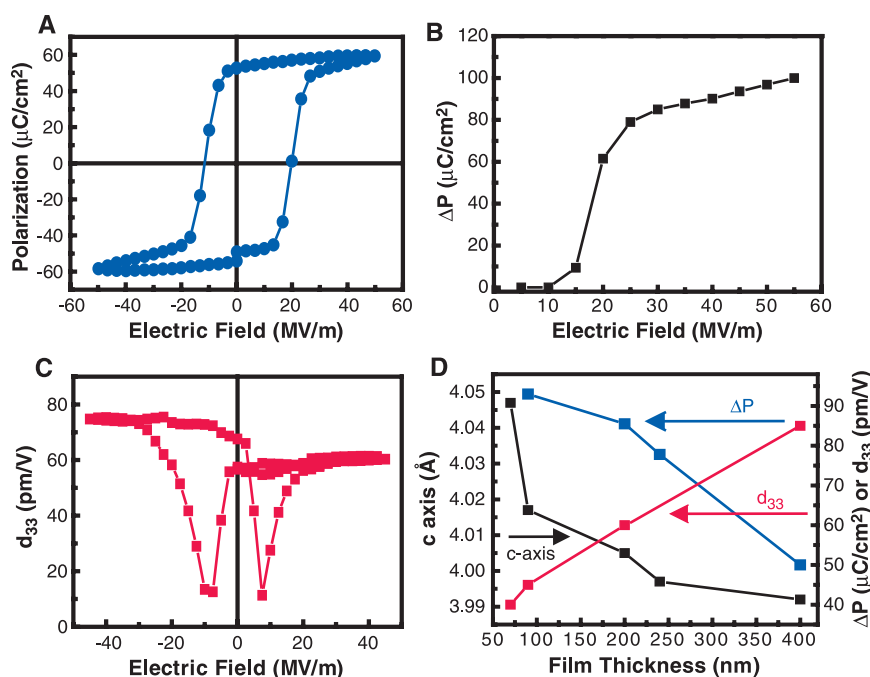 A
Polarization (μC/cm²)
60
40
20
0
-20
-40
-60
-60 -40 -20 0 20 40 60
Electric Field (MV/m)
B
ΔP (μC/cm²)
120
100
80
60
40
20
0
0 10 20 30 40 50 60
Electric Field (MV/m)
C
d₃₃ (pm/V)
80
60
40
20
0
-40 -20 0 20 40
Electric Field (MV/m)
D
c axis (Å)
4.05
4.04
4.03
4.02
4.01
4.00
3.99
ΔP
d₃₃
c-axis
90
80
70
60
50
40
ΔP (μC/cm²) or d₃₃ (pm/V)
50 100 150 200 250 300 350 400
Film Thickness (nm)